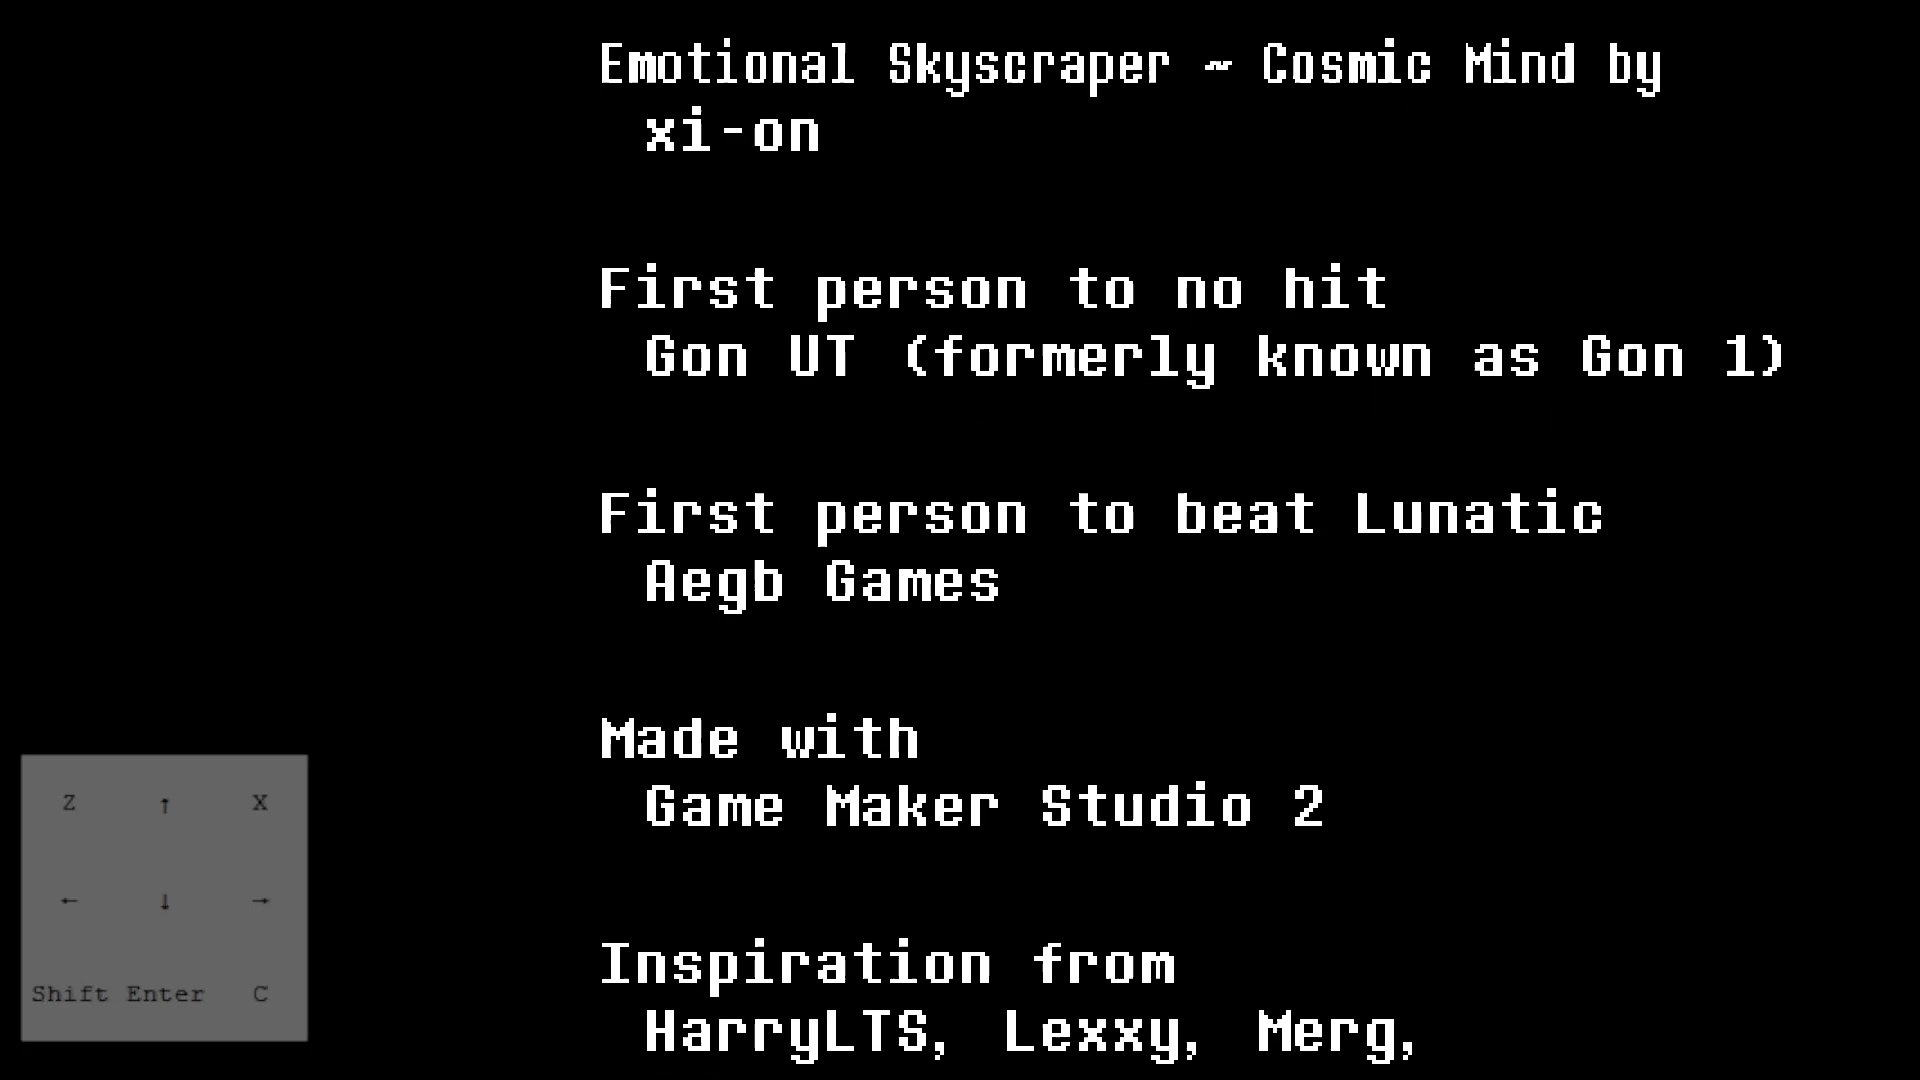 Emotional Skyscraper ~ Cosmic Mind by
xi-on
First person to no hit
Gon UT (formerly known as Gon 1)
First person to beat Lunatic
Aegb Games
Made with
Game Maker Studio 2
Inspiration from
HarryLTS, Lexxy, Merg,
Z ↑ X
← ↓ →
Shift Enter C